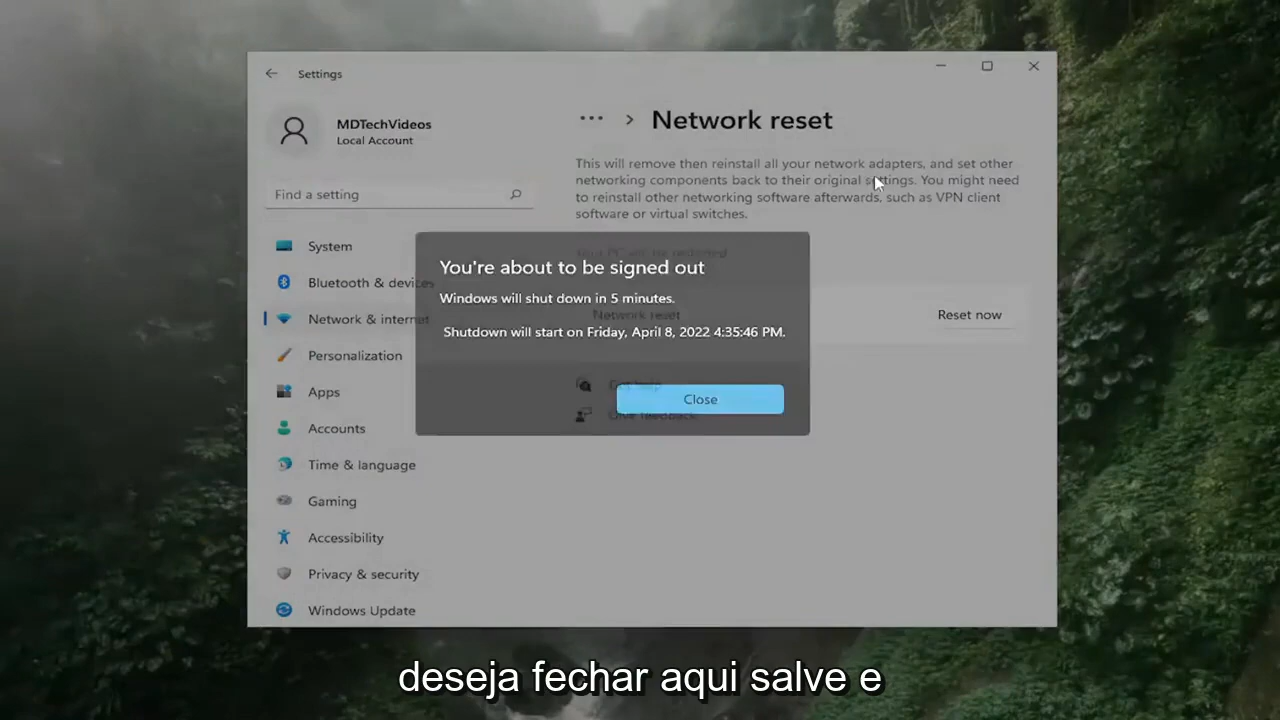 Settings
MDTechVideos
Local Account
Find a setting
System
Bluetooth & devices
Network & internet
Personalization
Apps
Accounts
Time & language
Gaming
Accessibility
Privacy & security
Windows Update
... > Network reset
This will remove then reinstall all your network adapters, and set other
networking components back to their original settings. You might need
to reinstall other networking software afterwards, such as VPN client
software or virtual switches.
Your PC will be restarted
Network reset
Reset now
Get help
Give feedback
You're about to be signed out
Windows will shut down in 5 minutes.
Shutdown will start on Friday, April 8, 2022 4:35:46 PM.
Close
deseja fechar aqui salve e